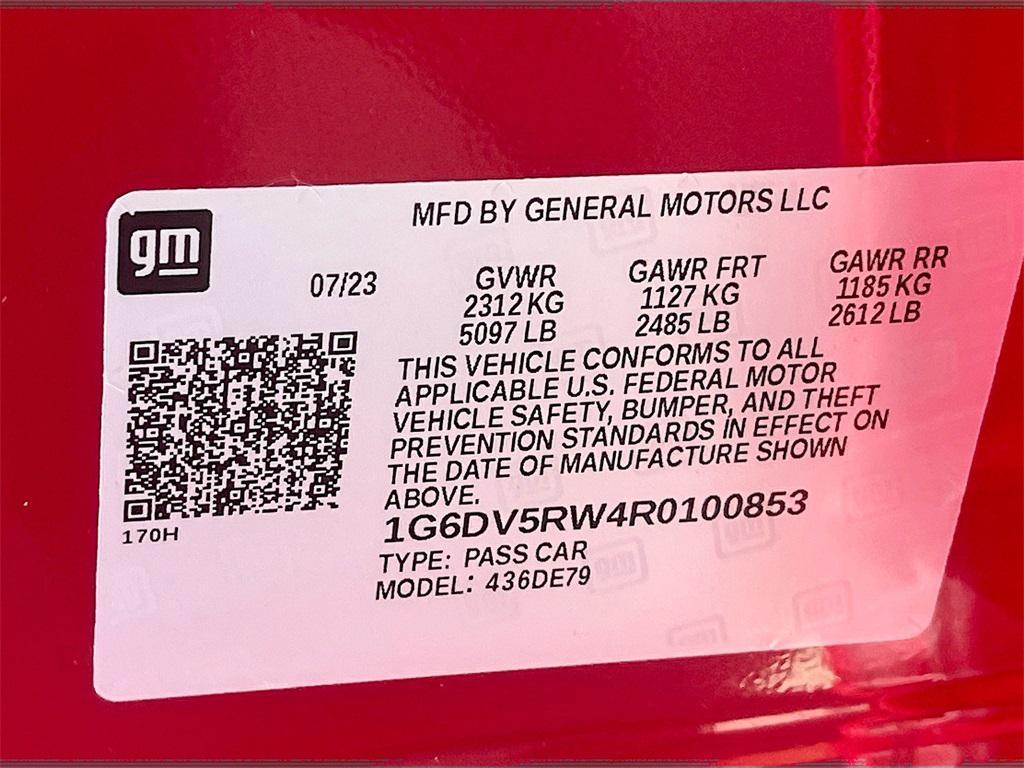 gm
MFD BY GENERAL MOTORS LLC
07/23
GVWR
2312 KG
5097 LB
GAWR FRT
1127 KG
2485 LB
GAWR RR
1185 KG
2612 LB
THIS VEHICLE CONFORMS TO ALL
APPLICABLE U.S. FEDERAL MOTOR
VEHICLE SAFETY, BUMPER, AND THEFT
PREVENTION STANDARDS IN EFFECT ON
THE DATE OF MANUFACTURE SHOWN
ABOVE.
170H
1G6DV5RW4R0100853
TYPE: PASS CAR
MODEL: 436DE79